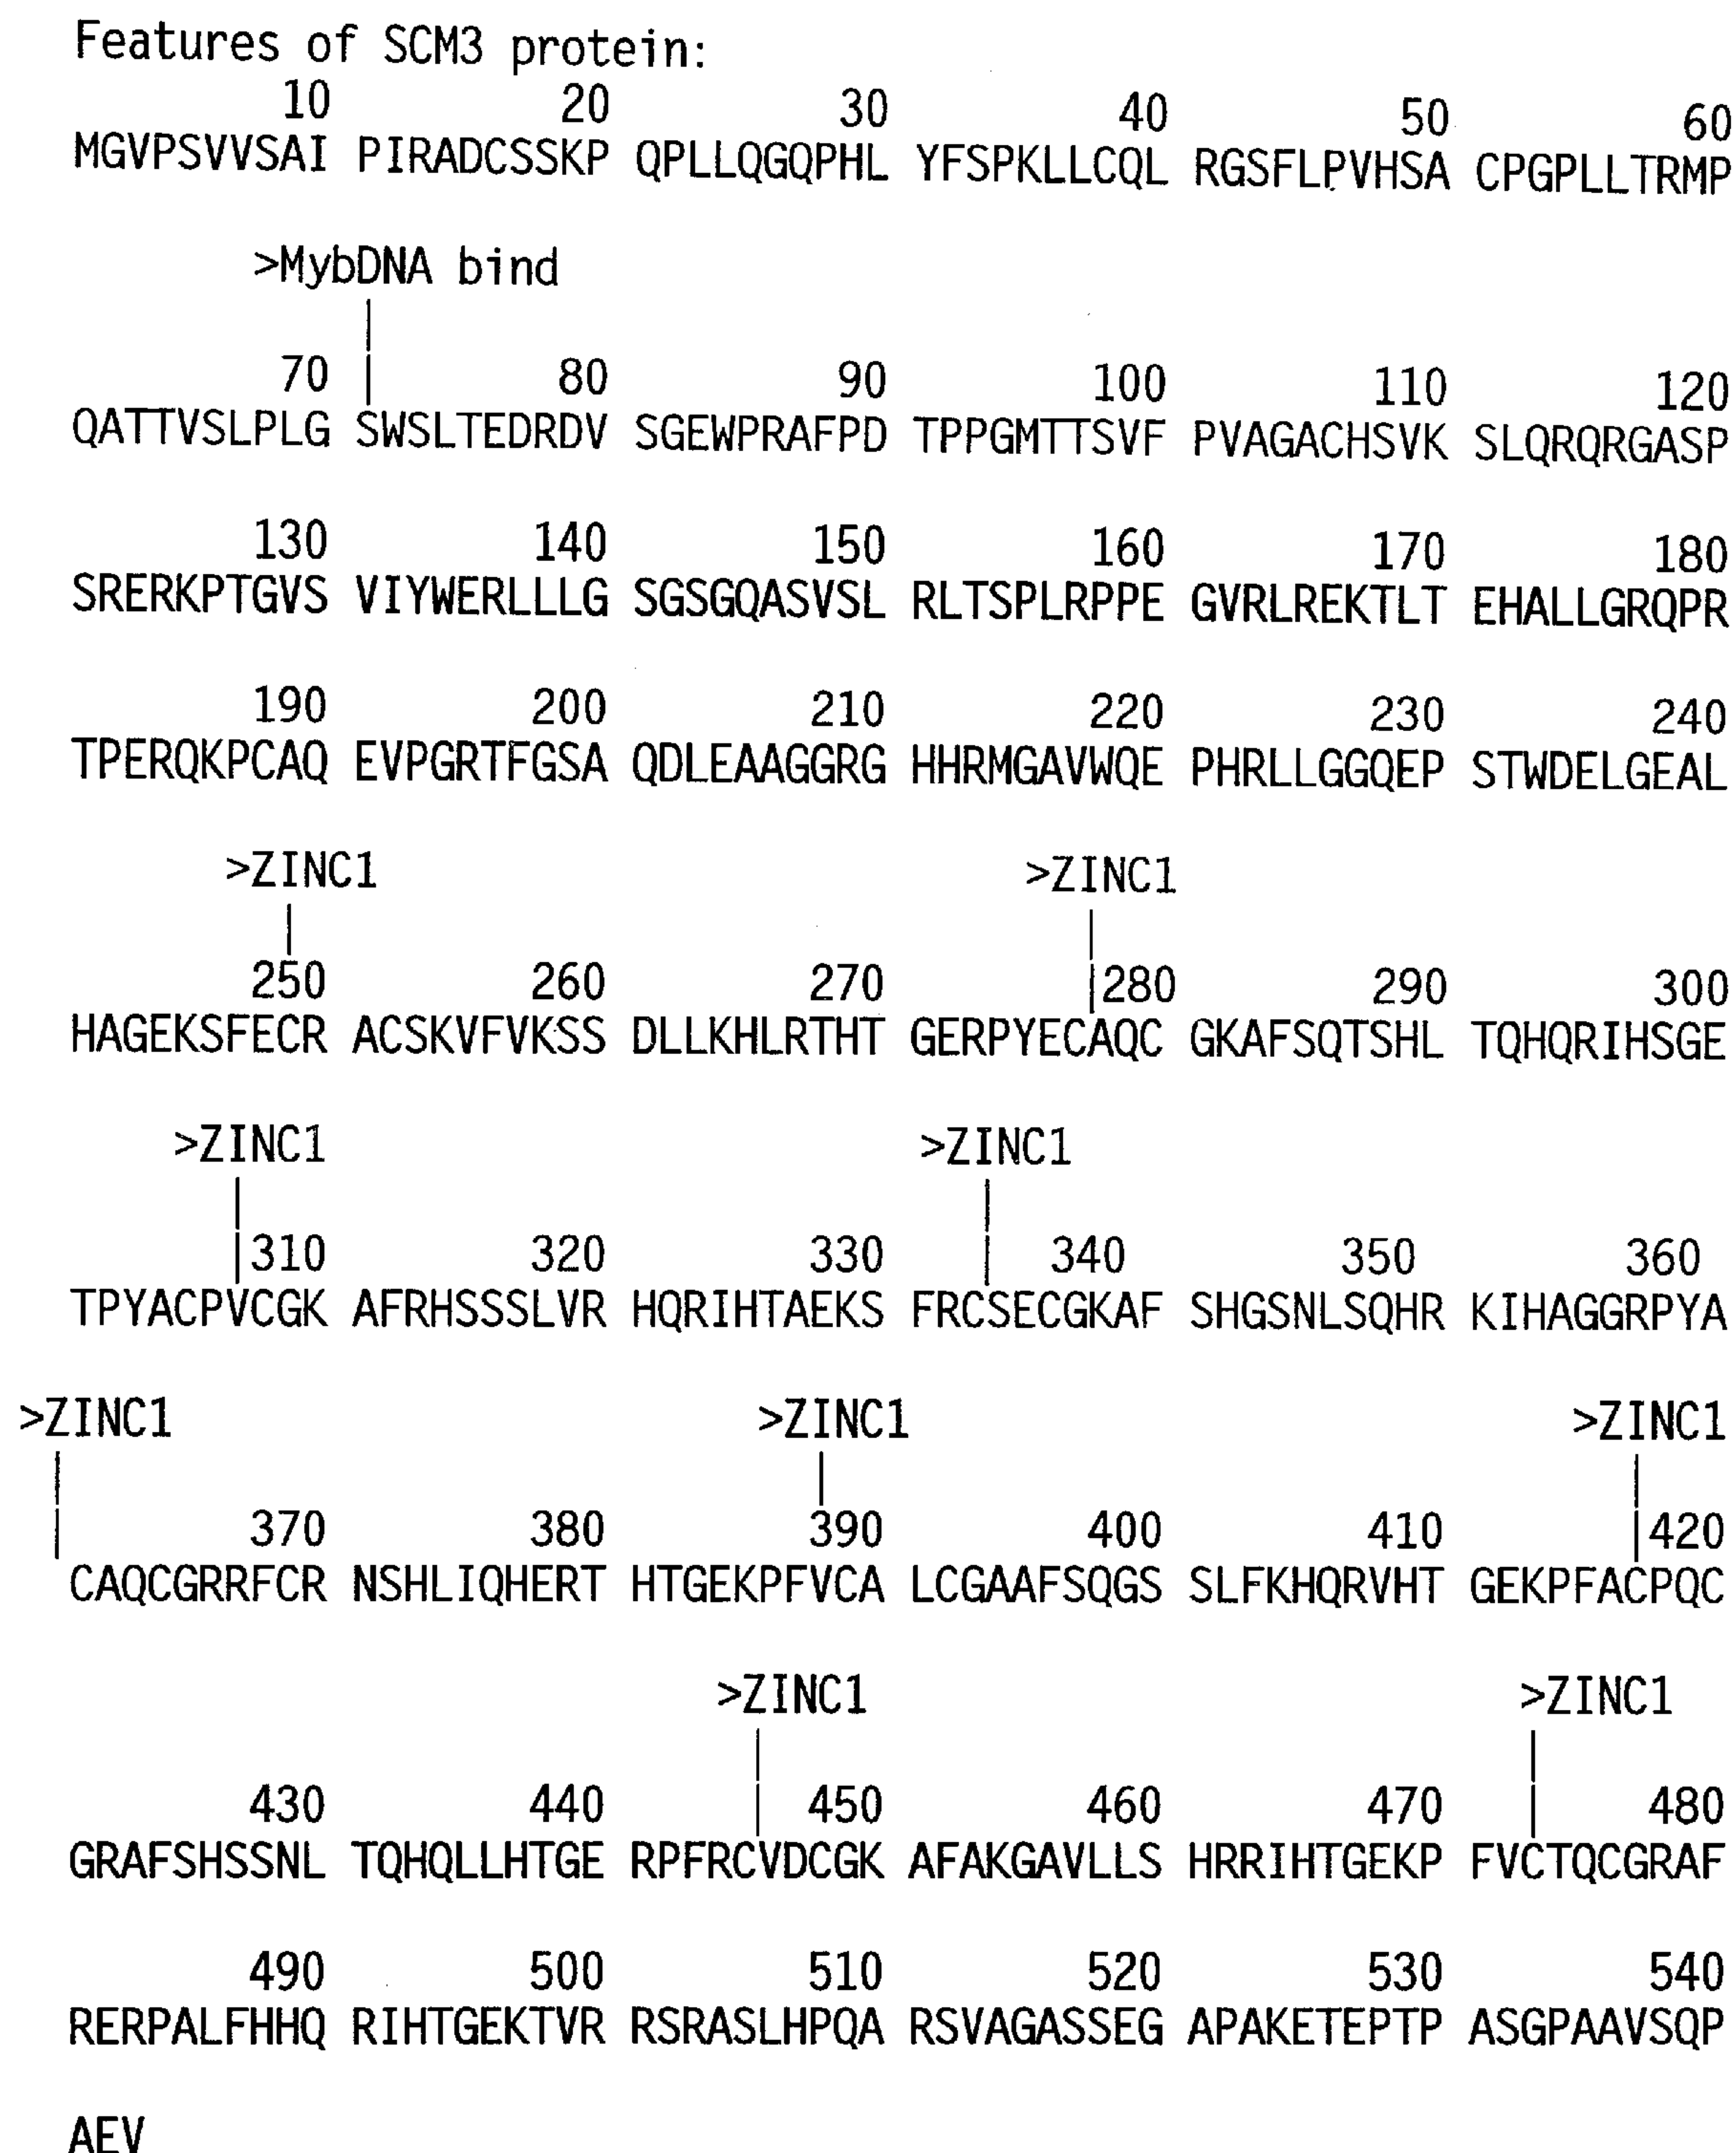 Features of SCM3 protein:
10 20 30 40 50 60
MGVPSVVSAI PIRADCSSKP QPLLQGQPHL YFSPKLLCQL RGSFLPVHSA CPGPLLTRMP
>MybDNA bind
70 80 90 100 110 120
QATTVSLPLG SWSLTEDRDV SGEWPRAFPD TPPGMTTSVF PVAGACHSVK SLQRQRGASP
130 140 150 160 170 180
SRERKPTGVS VIYWERLLLG SGSGQASVSL RLTSPLRPPE GVRLREKTLT EHALLGRQPR
190 200 210 220 230 240
TPERQKPCAQ EVPGRTFGSA QDLEAAGGRG HHRMGAVWQE PHRLLGGQEP STWDELGEAL
>ZINC1 >ZINC1
250 260 270 280 290 300
HAGEKSFECR ACSKVFVKSS DLLKHLRTHT GERPYECAQC GKAFSQTSHL TQHQRIHSGE
>ZINC1 >ZINC1
310 320 330 340 350 360
TPYACPVCGK AFRHSSSLVR HQRIHTAEKS FRCSECGKAF SHGSNLSQHR KIHAGGRPYA
>ZINC1 >ZINC1 >ZINC1
370 380 390 400 410 420
CAQCGRRFCR NSHLIQHERT HTGEKPFVCA LCGAAFSQGS SLFKHQRVHT GEKPFACPQC
>ZINC1 >ZINC1
430 440 450 460 470 480
GRAFSHSSNL TQHQLLHTGE RPFRCVDCGK AFAKGAVLLS HRRIHTGEKP FVCTQCGRAF
490 500 510 520 530 540
RERPALFHHQ RIHTGEKTVR RSRASLHPQA RSVAGASSEG APAKETEPTP ASGPAAVSQP
AEV